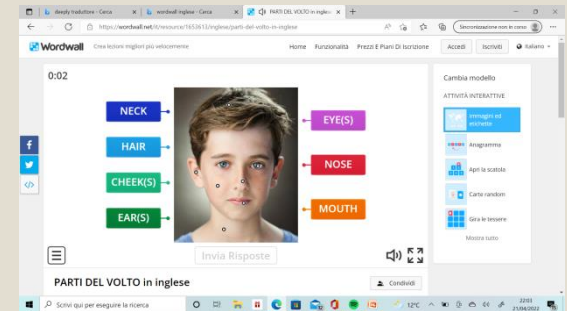 deeply traduttore - Cerca
wordwall inglese - Cerca
PARTI DEL VOLTO in ingles
https://wordwall.net/it/resource/1652613/inglese/parti-del-volto-in-inglese
Sincronizzazione non in corso
Wordwall
Crea lezioni migliori più velocemente
Home Funzionalità Prezzi E Piani Di Iscrizione
Accedi Iscriviti Italiano
0:02
NECK
HAIR
CHEEK(S)
EAR(S)
EYE(S)
NOSE
MOUTH
Invia Risposte
PARTI DEL VOLTO in inglese
Condividi
Cambia modello
ATTIVITÀ INTERATTIVE
Immagini ed
etichette
Anagramma
Apri la scatola
Carte random
Gira le tessere
Mostra tutto
Scrivi qui per eseguire la ricerca
12°C
22:03
21/04/2022